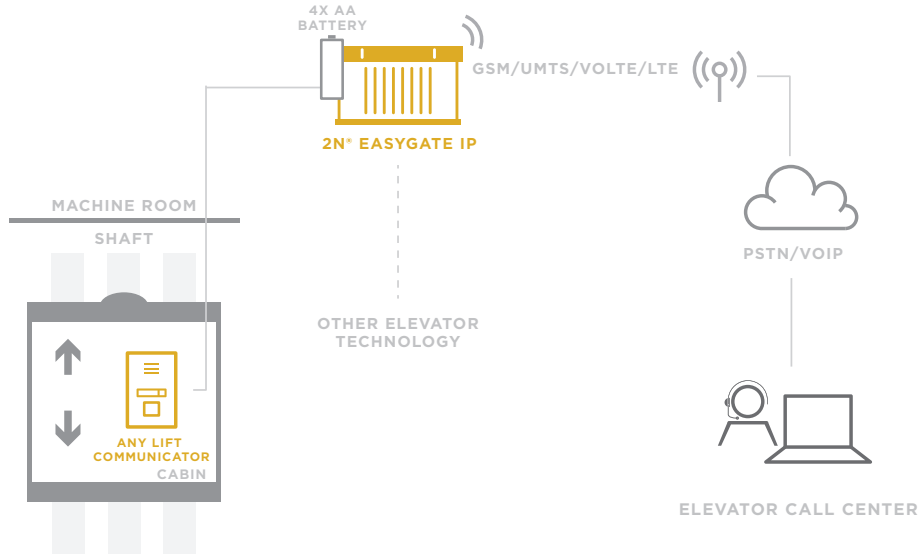 4X AA
BATTERY
GSM/UMTS/VOLTE/LTE
2N® EASYGATE IP
MACHINE ROOM
SHAFT
PSTN/VOIP
OTHER ELEVATOR
TECHNOLOGY
ANY LIFT
COMMUNICATOR
CABIN
ELEVATOR CALL CENTER